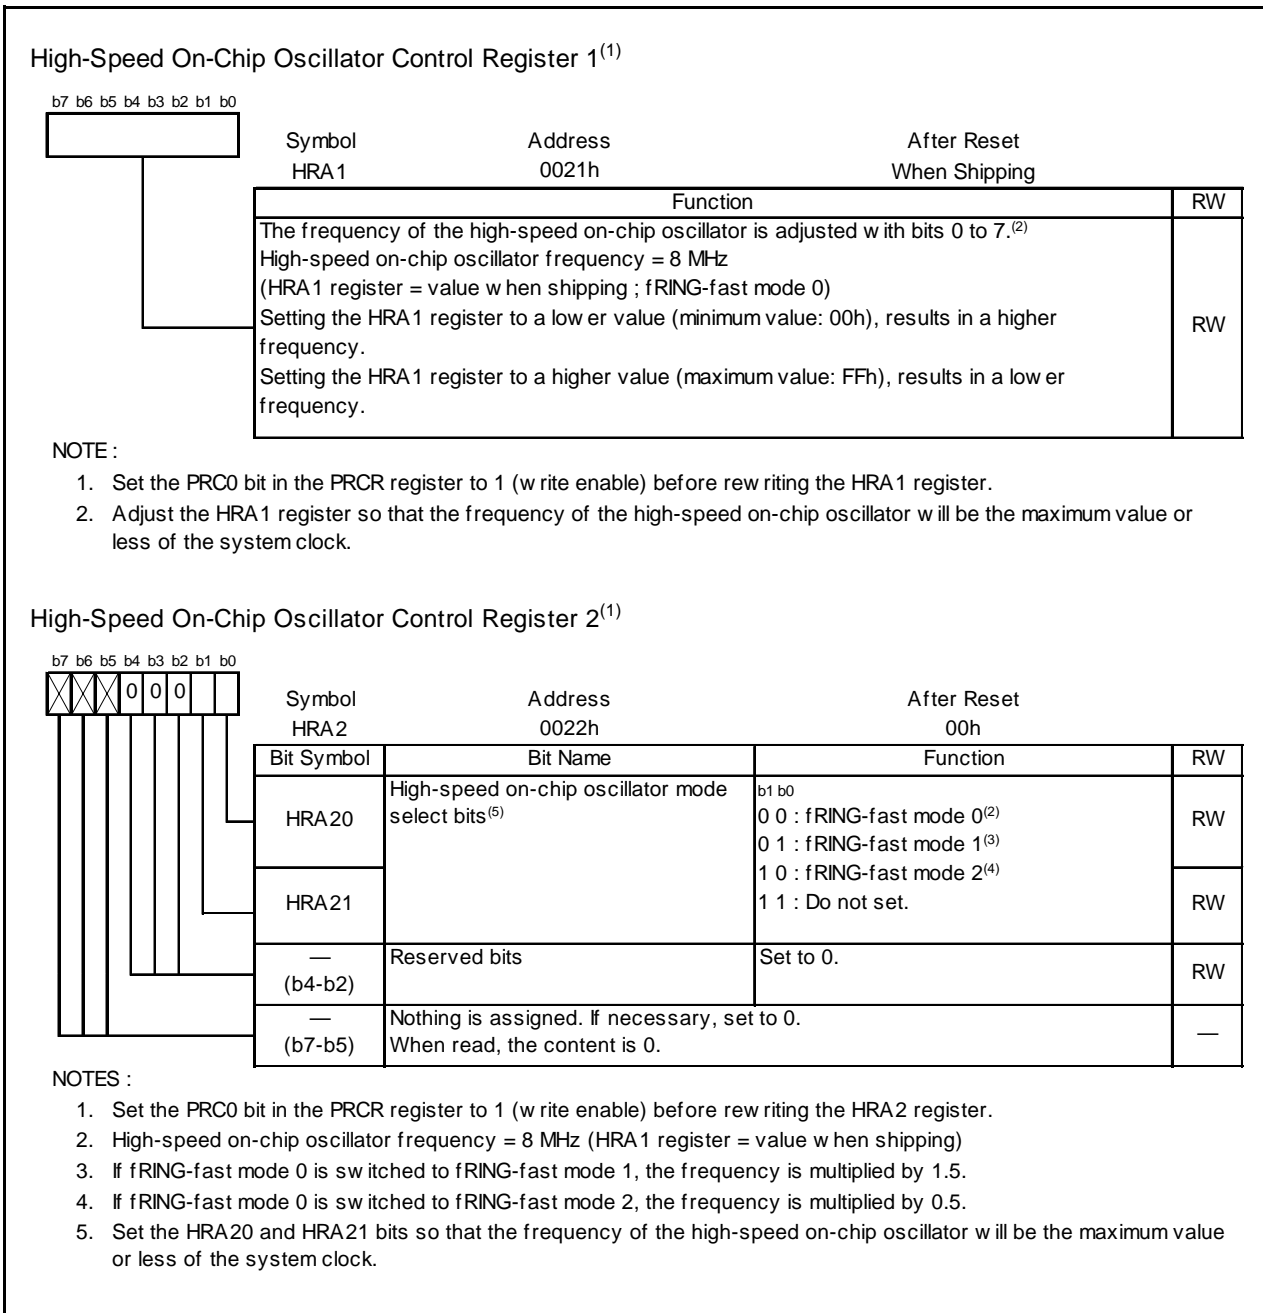 High-Speed On-Chip Oscillator Control Register 1(1)
b7 b6 b5 b4 b3 b2 b1 b0
Symbol Address After Reset
HRA1 0021h When Shipping
Function RW
The frequency of the high-speed on-chip oscillator is adjusted with bits 0 to 7.(2)
High-speed on-chip oscillator frequency = 8 MHz
(HRA1 register = value when shipping ; fRING-fast mode 0)
Setting the HRA1 register to a lower value (minimum value: 00h), results in a higher
frequency.
Setting the HRA1 register to a higher value (maximum value: FFh), results in a lower
frequency.
RW
NOTE :
1. Set the PRC0 bit in the PRCR register to 1 (write enable) before rewriting the HRA1 register.
2. Adjust the HRA1 register so that the frequency of the high-speed on-chip oscillator will be the maximum value or
less of the system clock.
High-Speed On-Chip Oscillator Control Register 2(1)
b7 b6 b5 b4 b3 b2 b1 b0
0 0 0
Symbol Address After Reset
HRA2 0022h 00h
Bit Symbol Bit Name Function RW
HRA20
High-speed on-chip oscillator mode
select bits(5)
b1 b0
0 0 : fRING-fast mode 0(2)
0 1 : fRING-fast mode 1(3)
1 0 : fRING-fast mode 2(4)
1 1 : Do not set.
RW
HRA21
RW
—
(b4-b2)
Reserved bits
Set to 0.
RW
—
(b7-b5)
Nothing is assigned. If necessary, set to 0.
When read, the content is 0.
—
NOTES :
1. Set the PRC0 bit in the PRCR register to 1 (write enable) before rewriting the HRA2 register.
2. High-speed on-chip oscillator frequency = 8 MHz (HRA1 register = value when shipping)
3. If fRING-fast mode 0 is switched to fRING-fast mode 1, the frequency is multiplied by 1.5.
4. If fRING-fast mode 0 is switched to fRING-fast mode 2, the frequency is multiplied by 0.5.
5. Set the HRA20 and HRA21 bits so that the frequency of the high-speed on-chip oscillator will be the maximum value
or less of the system clock.